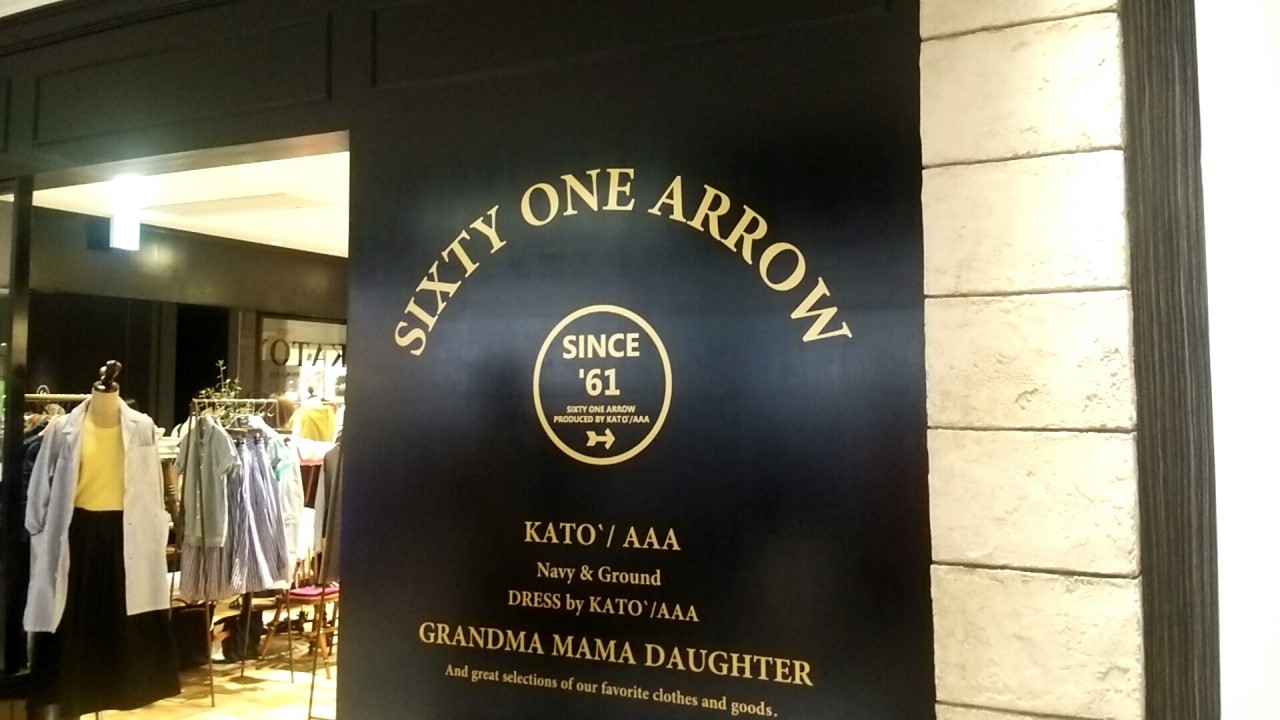 SIXTY ONE ARROW
SINCE
'61
SIXTY ONE ARROW
PRODUCED BY KATO`/AAA
KATO`/ AAA
Navy & Ground
DRESS by KATO`/AAA
GRANDMA MAMA DAUGHTER
And great selections of our favorite clothes and goods.
KATO`